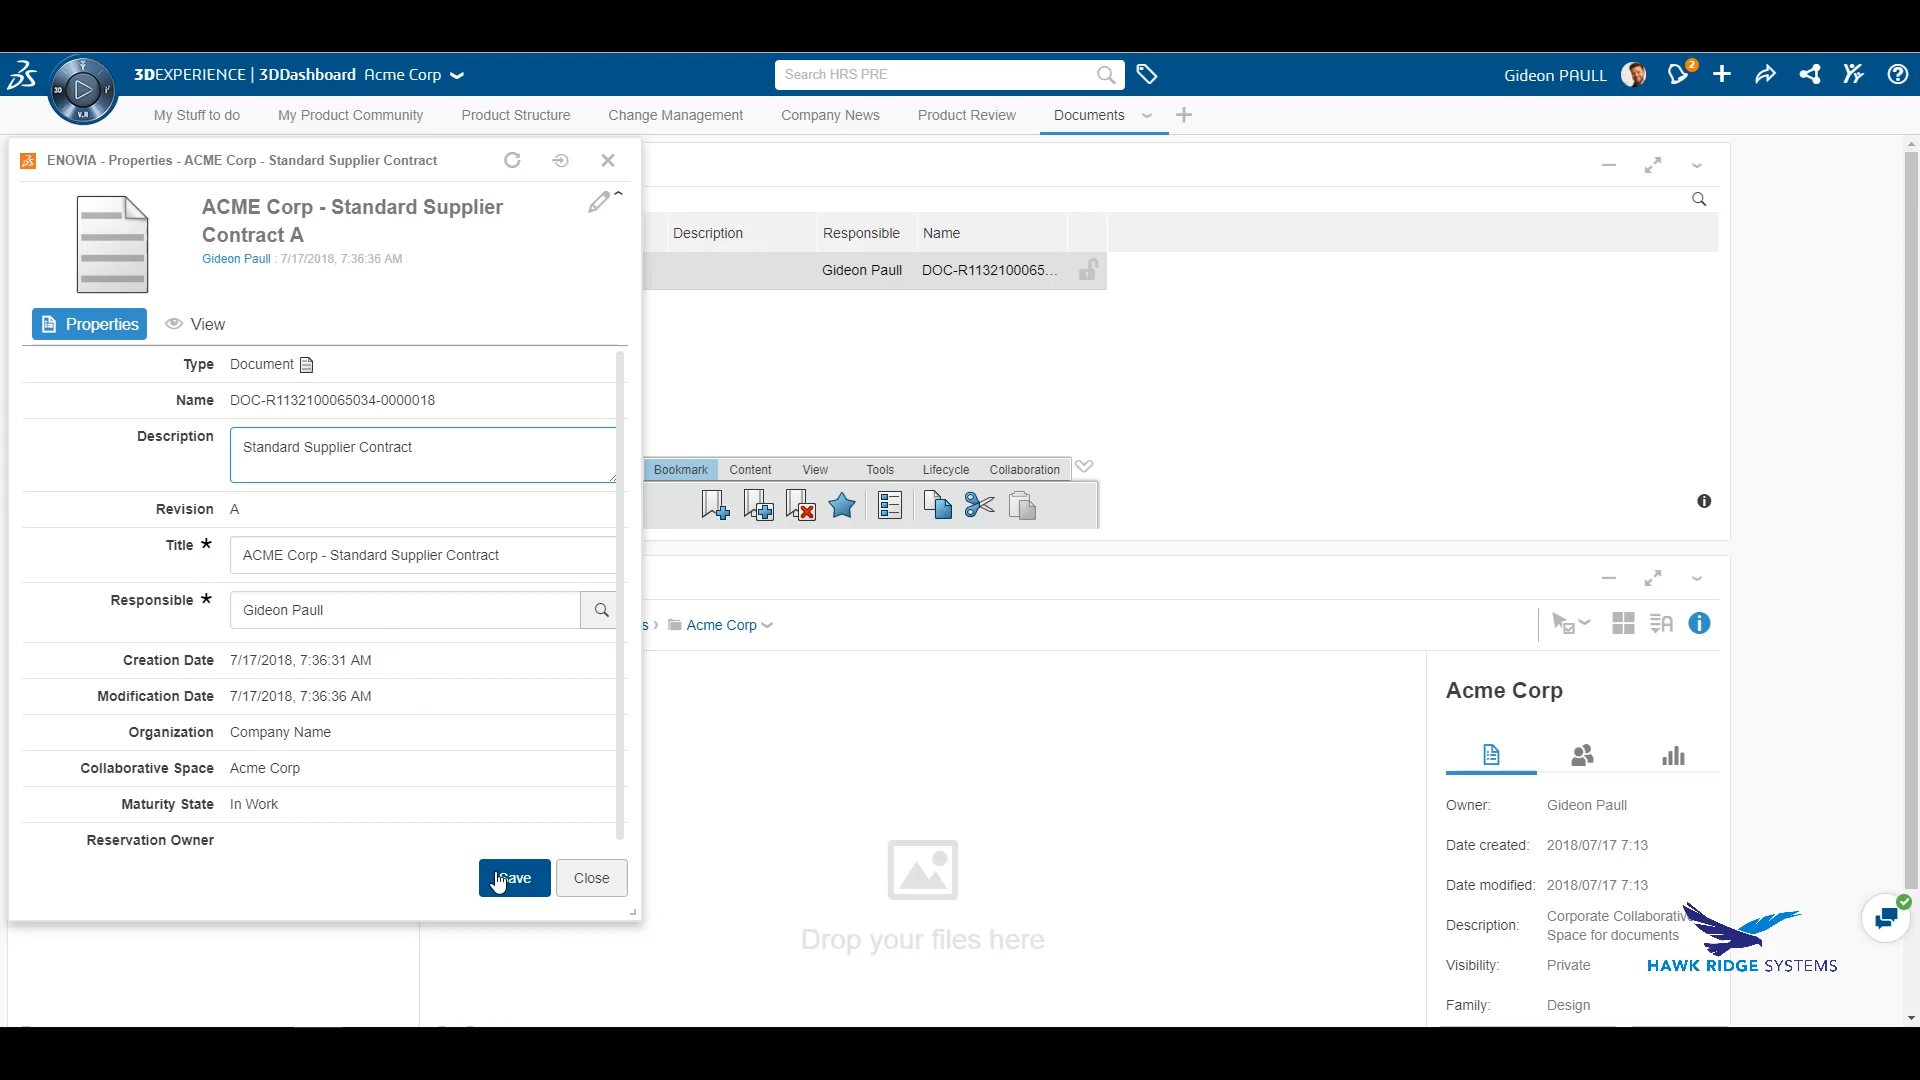 3DEXPERIENCE | 3DDashboard Acme Corp
Search HRS PRE
Gideon PAULL
2
3D
V.R
My Stuff to do
My Product Community
Product Structure
Change Management
Company News
Product Review
Documents
ENOVIA - Properties - ACME Corp - Standard Supplier Contract
ACME Corp - Standard Supplier
Contract A
Gideon Paull : 7/17/2018, 7:36:36 AM
Properties
View
Type Document
Name DOC-R1132100065034-0000018
Description Standard Supplier Contract
Revision A
Title * ACME Corp - Standard Supplier Contract
Responsible * Gideon Paull
Creation Date 7/17/2018, 7:36:31 AM
Modification Date 7/17/2018, 7:36:36 AM
Organization Company Name
Collaborative Space Acme Corp
Maturity State In Work
Reservation Owner
Save
Close
Description Responsible Name
Gideon Paull DOC-R1132100065...
Bookmark Content View Tools Lifecycle Collaboration
s › Acme Corp
Drop your files here
Acme Corp
Owner: Gideon Paull
Date created: 2018/07/17 7:13
Date modified: 2018/07/17 7:13
Description: Corporate Collaborative
Space for documents
Visibility: Private
Family: Design
HAWK RIDGE SYSTEMS